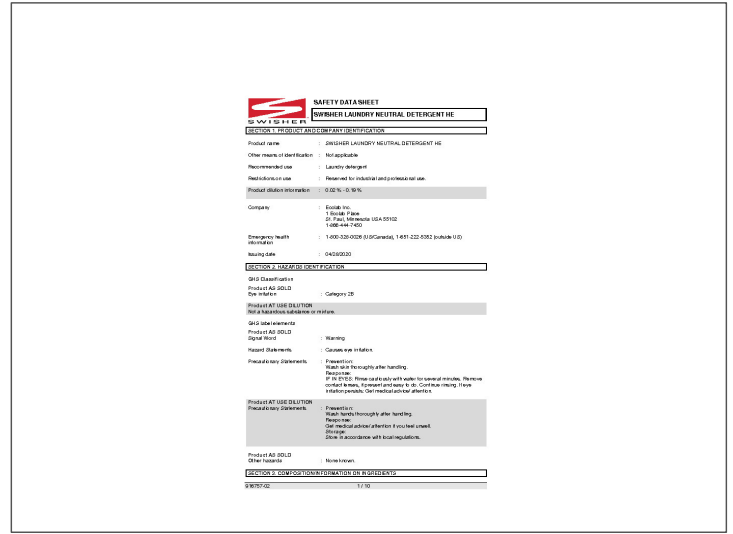 SAFETY DATA SHEET
SWISHER LAUNDRY NEUTRAL DETERGENT HE
SWISHER
SECTION 1. PRODUCT AND COMPANY IDENTIFICATION
Product name : SWISHER LAUNDRY NEUTRAL DETERGENT HE
Other means of identification : Not applicable
Recommended use : Laundry detergent
Restrictions on use : Reserved for industrial and professional use.
Product dilution information : 0.02 % - 0.19 %
Company : Ecolab Inc.
1 Ecolab Place
St. Paul, Minnesota USA 55102
1-866-444-7450
Emergency health : 1-800-328-0026 (US/Canada), 1-651-222-5352 (outside US)
information
Issuing date : 04/28/2020
SECTION 2. HAZARDS IDENTIFICATION
GHS Classification
Product AS SOLD
Eye irritation : Category 2B
Product AT USE DILUTION
Not a hazardous substance or mixture.
GHS label elements
Product AS SOLD
Signal Word : Warning
Hazard Statements : Causes eye irritation.
Precautionary Statements : Prevention:
Wash skin thoroughly after handling.
Response:
IF IN EYES: Rinse cautiously with water for several minutes. Remove
contact lenses, if present and easy to do. Continue rinsing. If eye
irritation persists: Get medical advice/ attention.
Product AT USE DILUTION
Precautionary Statements : Prevention:
Wash hands thoroughly after handling.
Response:
Get medical advice/ attention if you feel unwell.
Storage:
Store in accordance with local regulations.
Product AS SOLD
Other hazards : None known.
SECTION 3. COMPOSITION/INFORMATION ON INGREDIENTS
916757-02 1 / 10